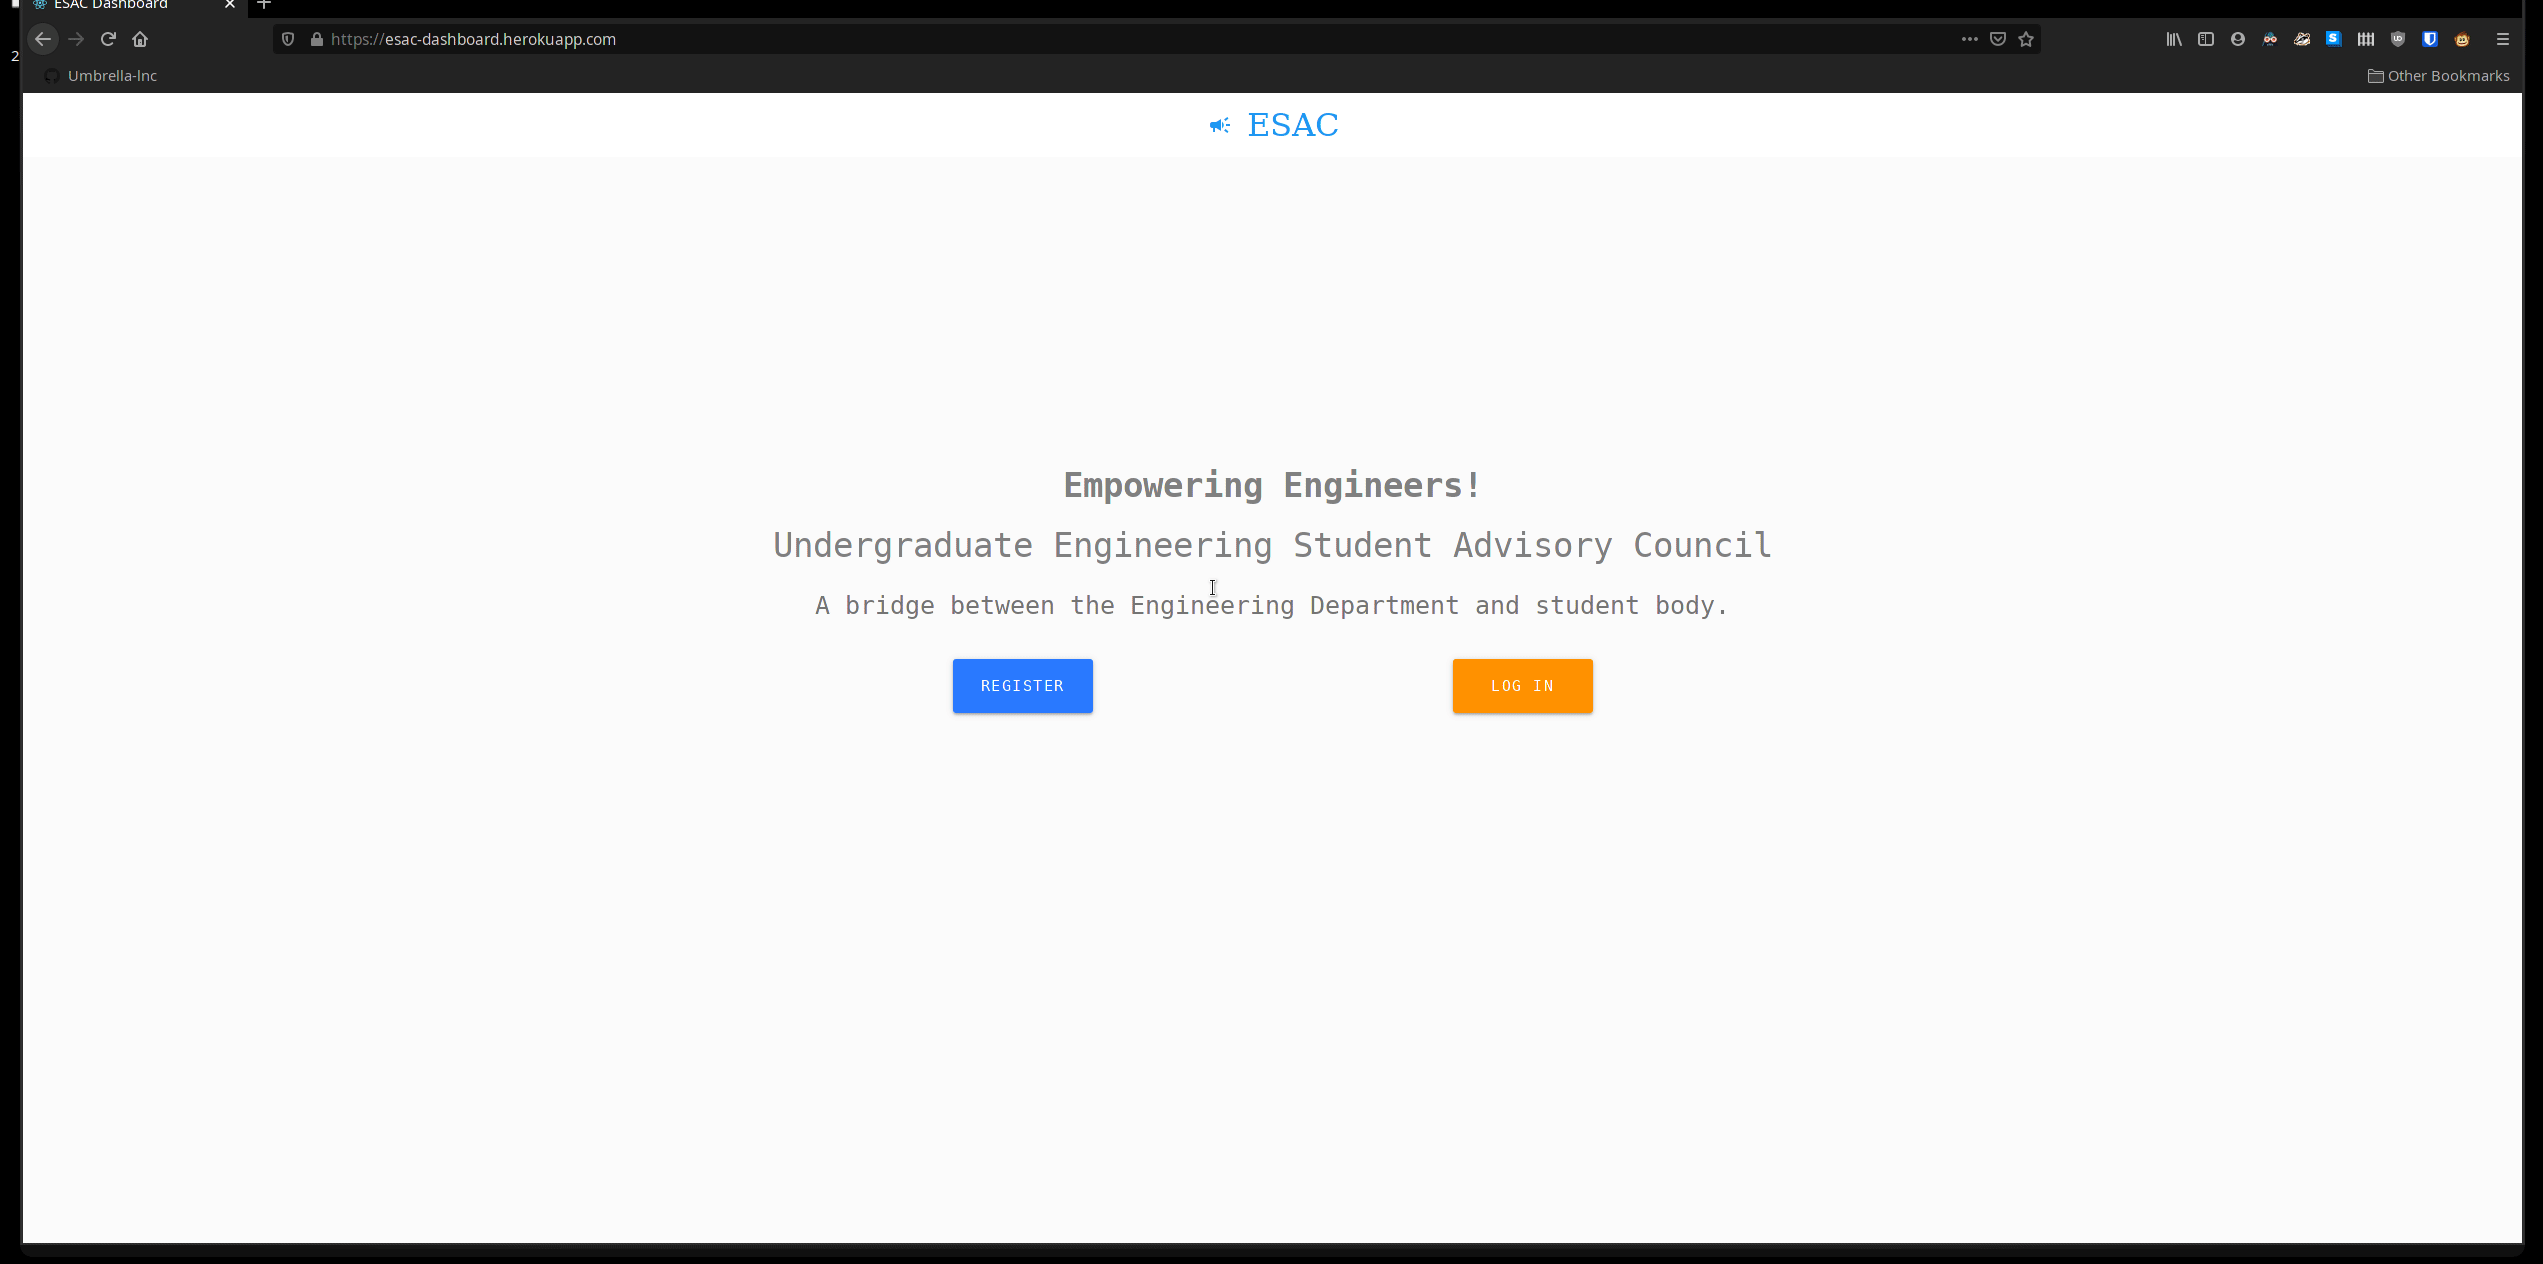 ESAC Dashboard
2
https://esac-dashboard.herokuapp.com
Umbrella-Inc
Other Bookmarks
ESAC
Empowering Engineers!
Undergraduate Engineering Student Advisory Council
A bridge between the Engineering Department and student body.
REGISTER
LOG IN